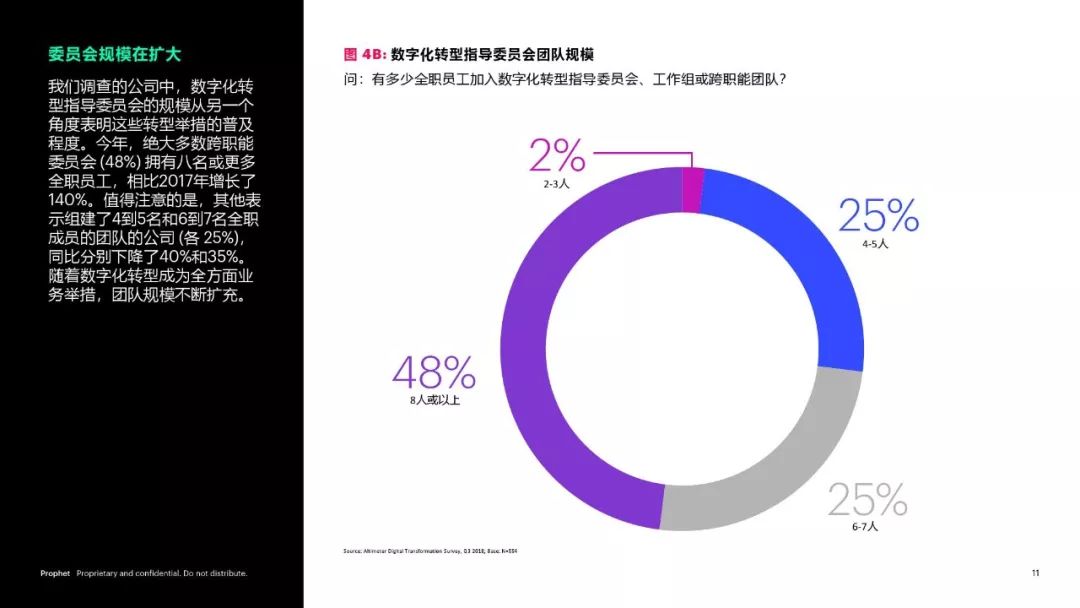 委员会规模在扩大
我们调查的公司中，数字化转
型指导委员会的规模从另一个
角度表明这些转型举措的普及
程度。今年，绝大多数跨职能
委员会 (48%) 拥有八名或更多
全职员工，相比2017年增长了
140%。值得注意的是，其他表
示组建了4到5名和6到7名全职
成员的团队的公司 (各 25%)，
同比分别下降了40%和35%。
随着数字化转型成为全方面业
务举措，团队规模不断扩充。
图 4B: 数字化转型指导委员会团队规模
问：有多少全职员工加入数字化转型指导委员会、工作组或跨职能团队？
2%
2-3人
25%
4-5人
48%
8人或以上
25%
6-7人
Source: Altimeter Digital Transformation Survey, Q3 2018, Base: N=554
Prophet Proprietary and confidential. Do not distribute.
11